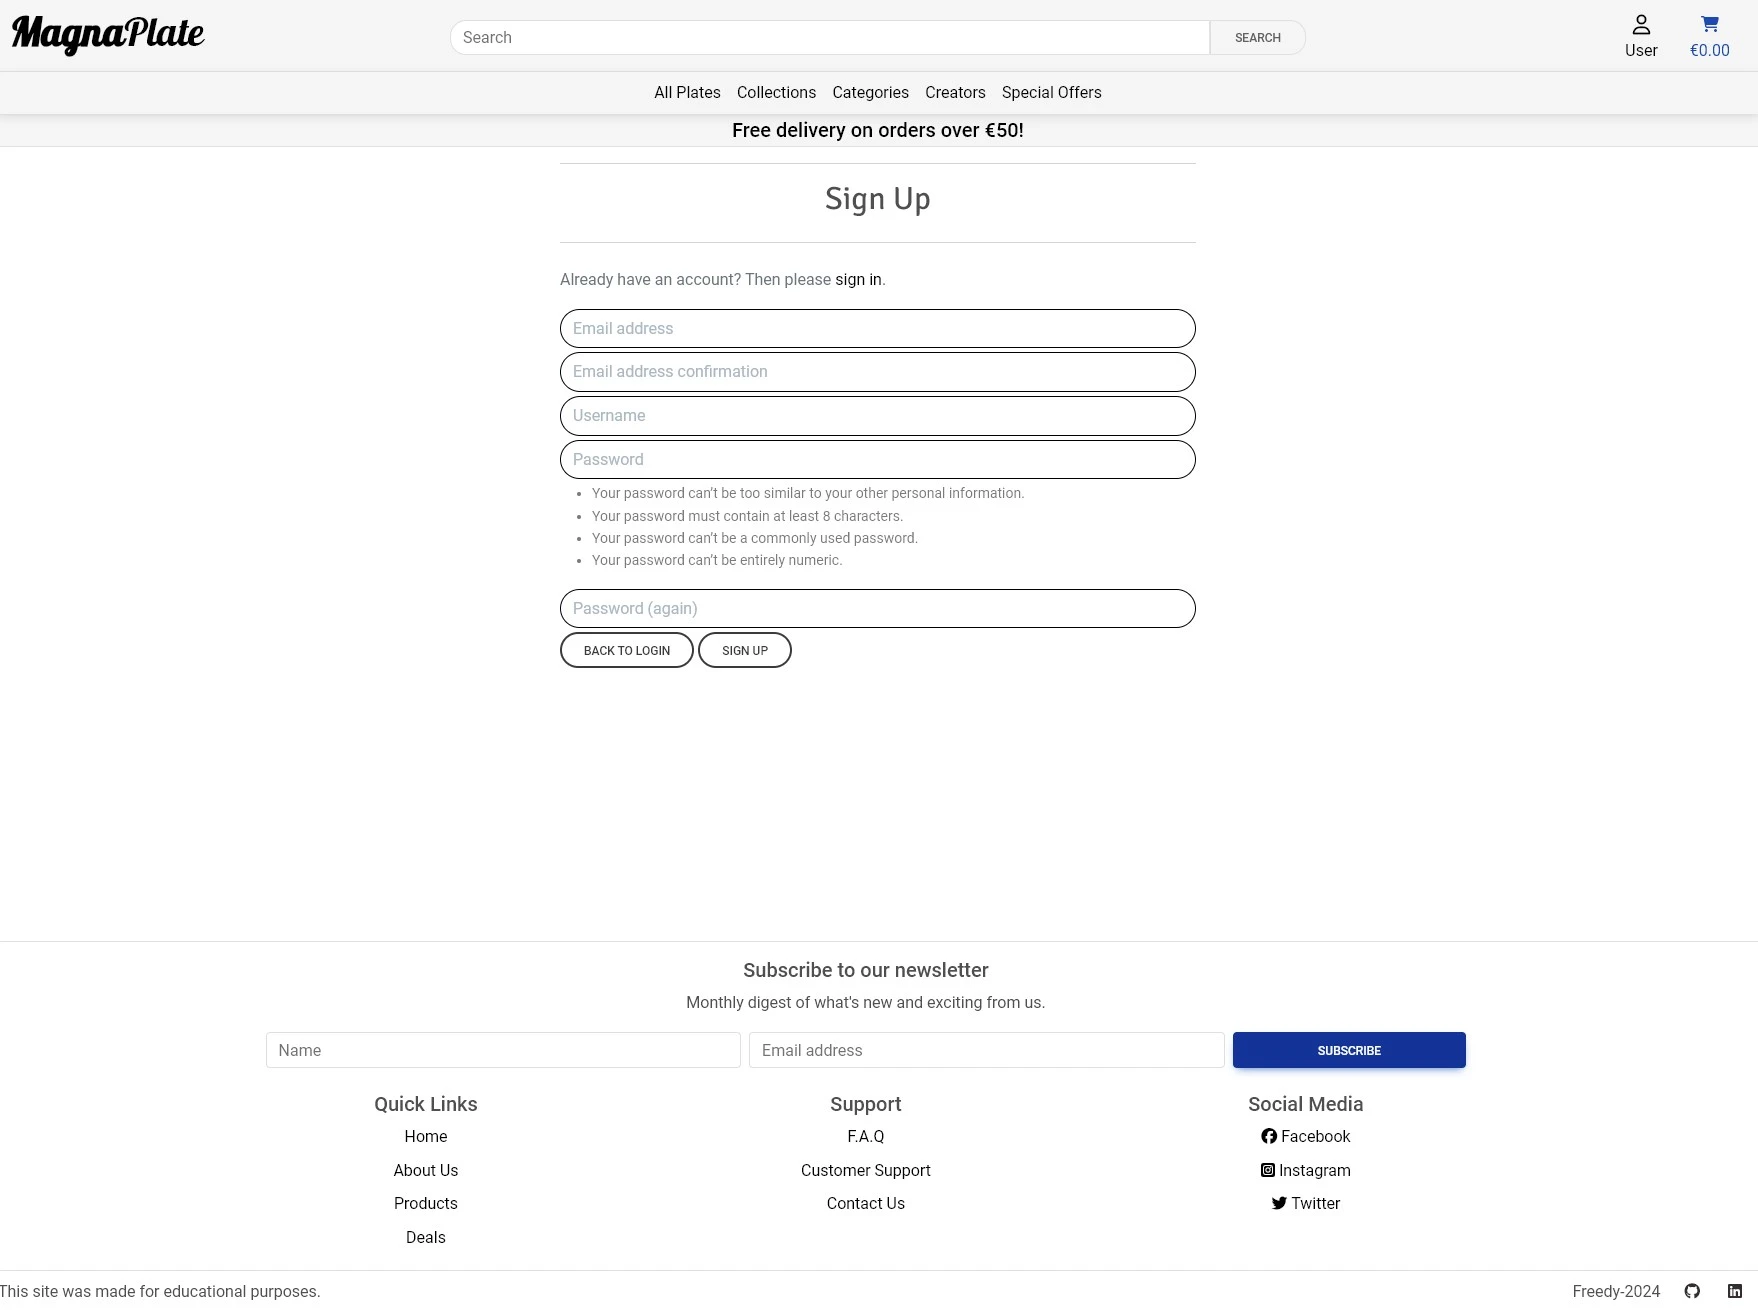 MagnaPlate
Search
SEARCH
User
€0.00
All Plates
Collections
Categories
Creators
Special Offers
Free delivery on orders over €50!
Sign Up
Already have an account? Then please sign in.
Email address
Email address confirmation
Username
Password
Your password can’t be too similar to your other personal information.
Your password must contain at least 8 characters.
Your password can’t be a commonly used password.
Your password can’t be entirely numeric.
Password (again)
BACK TO LOGIN
SIGN UP
Subscribe to our newsletter
Monthly digest of what's new and exciting from us.
Name
Email address
SUBSCRIBE
Quick Links
Home
About Us
Products
Deals
Support
F.A.Q
Customer Support
Contact Us
Social Media
Facebook
Instagram
Twitter
This site was made for educational purposes.
Freedy-2024